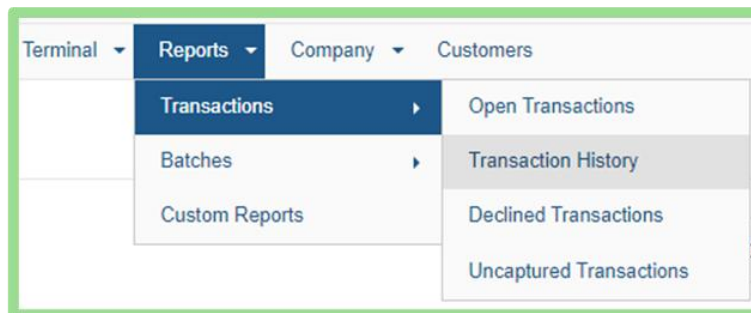 Terminal Reports Company Customers
Transactions Open Transactions
Batches Transaction History
Custom Reports Declined Transactions
Uncaptured Transactions